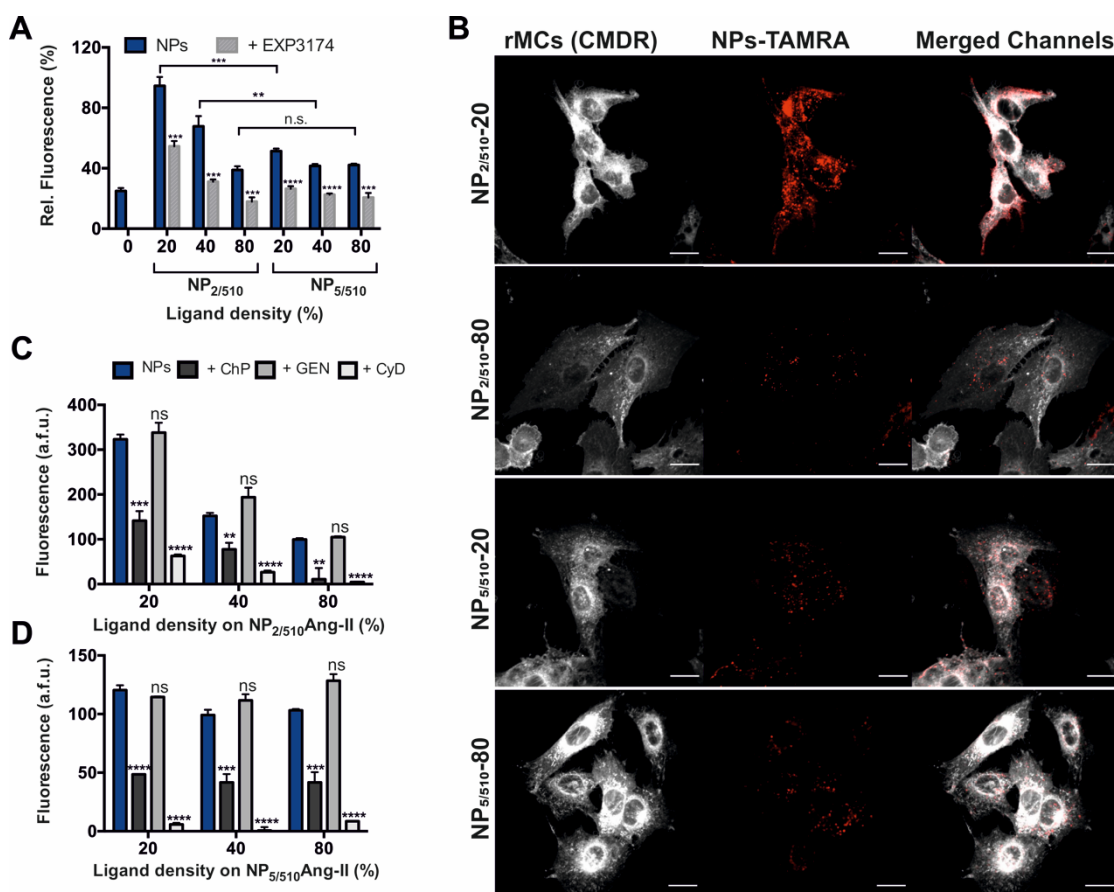 A
NPs + EXP3174
Rel. Fluorescence (%)
120
80
40
0
***
**
n.s.
*** *** *** **** **** ***
0 20 40 80 20 40 80
NP2/510 NP5/510
Ligand density (%)
B
rMCs (CMDR) NPs-TAMRA Merged Channels
NP2/510-20
NP2/510-80
NP5/510-20
NP5/510-80
C
NPs + ChP + GEN + CyD
Fluorescence (a.f.u.)
400
300
200
100
0
ns ns ns
*** **** ** **** ** ****
20 40 80
Ligand density on NP2/510Ang-II (%)
D
Fluorescence (a.f.u.)
150
100
50
0
ns ns ns
**** **** *** **** *** ****
20 40 80
Ligand density on NP5/510Ang-II (%)